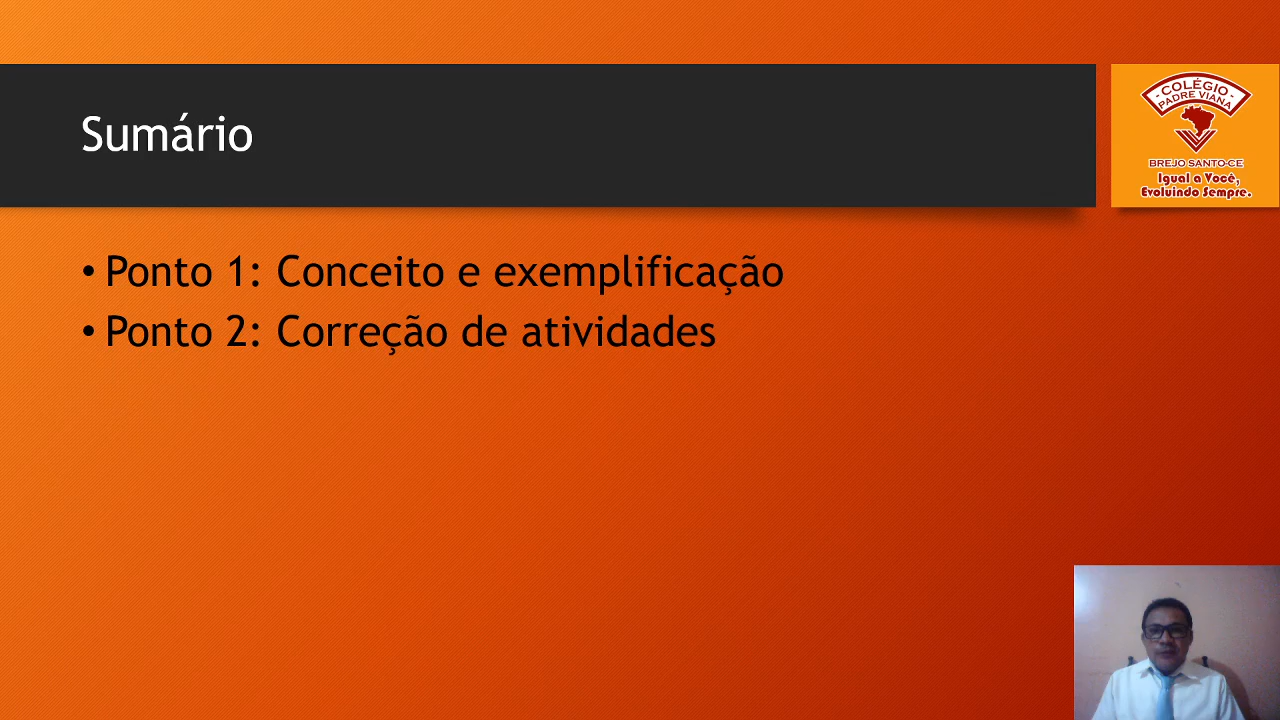 Sumário
COLÉGIO
PADRE VIANA
BREJO SANTO-CE
Igual a Você,
Evoluindo Sempre.
• Ponto 1: Conceito e exemplificação
• Ponto 2: Correção de atividades